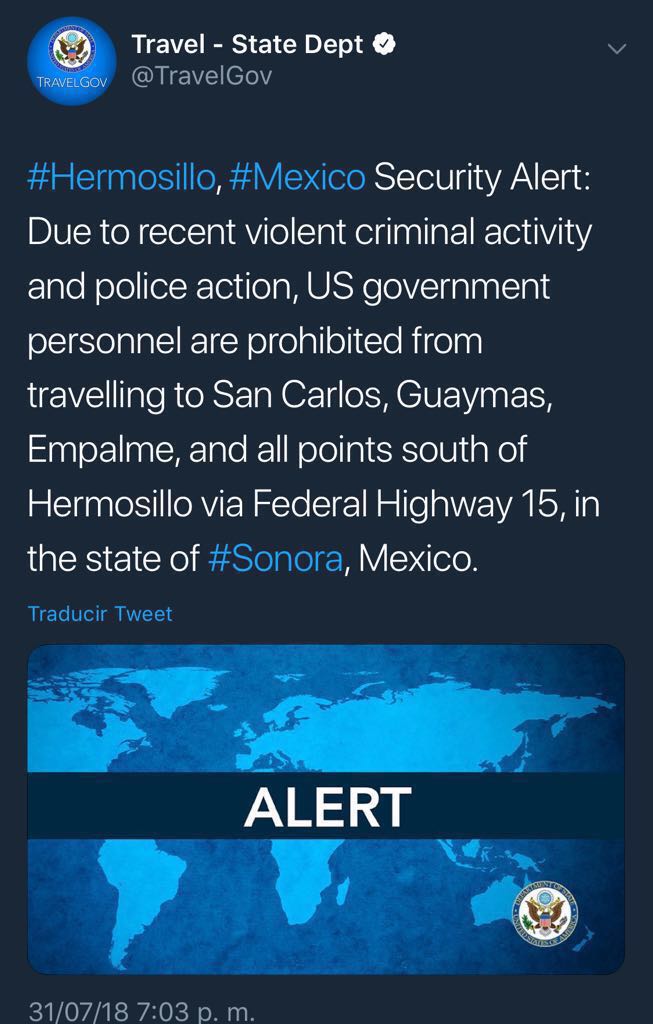 TRAVELGOV
Travel - State Dept
@TravelGov
#Hermosillo, #Mexico Security Alert:
Due to recent violent criminal activity
and police action, US government
personnel are prohibited from
travelling to San Carlos, Guaymas,
Empalme, and all points south of
Hermosillo via Federal Highway 15, in
the state of #Sonora, Mexico.
Traducir Tweet
ALERT
DEPARTMENT OF STATE
UNITED STATES OF AMERICA
31/07/18 7:03 p. m.